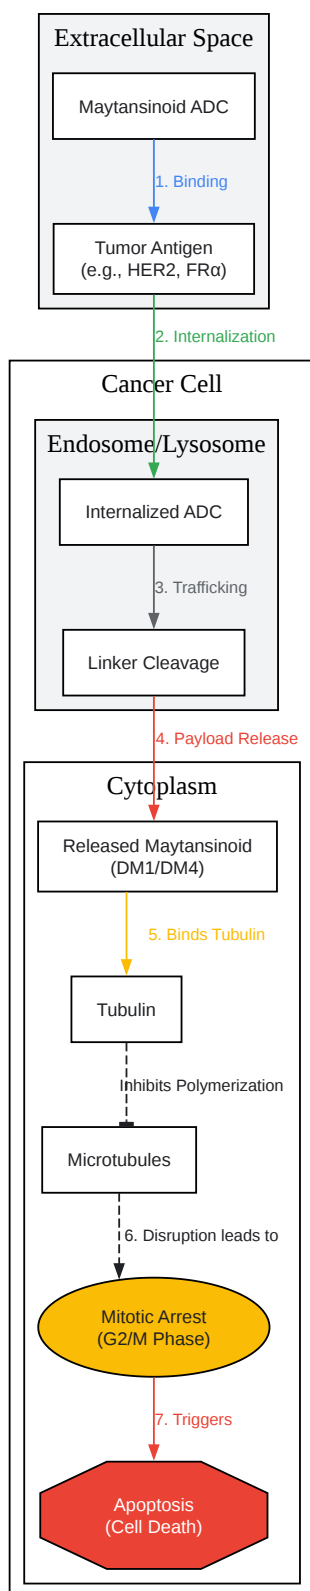 Extracellular Space
Maytansinoid ADC
1. Binding
Tumor Antigen
(e.g., HER2, FRα)
2. Internalization
Cancer Cell
Endosome/Lysosome
Internalized ADC
3. Trafficking
Linker Cleavage
4. Payload Release
Cytoplasm
Released Maytansinoid
(DM1/DM4)
5. Binds Tubulin
Tubulin
Inhibits Polymerization
Microtubules
6. Disruption leads to
Mitotic Arrest
(G2/M Phase)
7. Triggers
Apoptosis
(Cell Death)